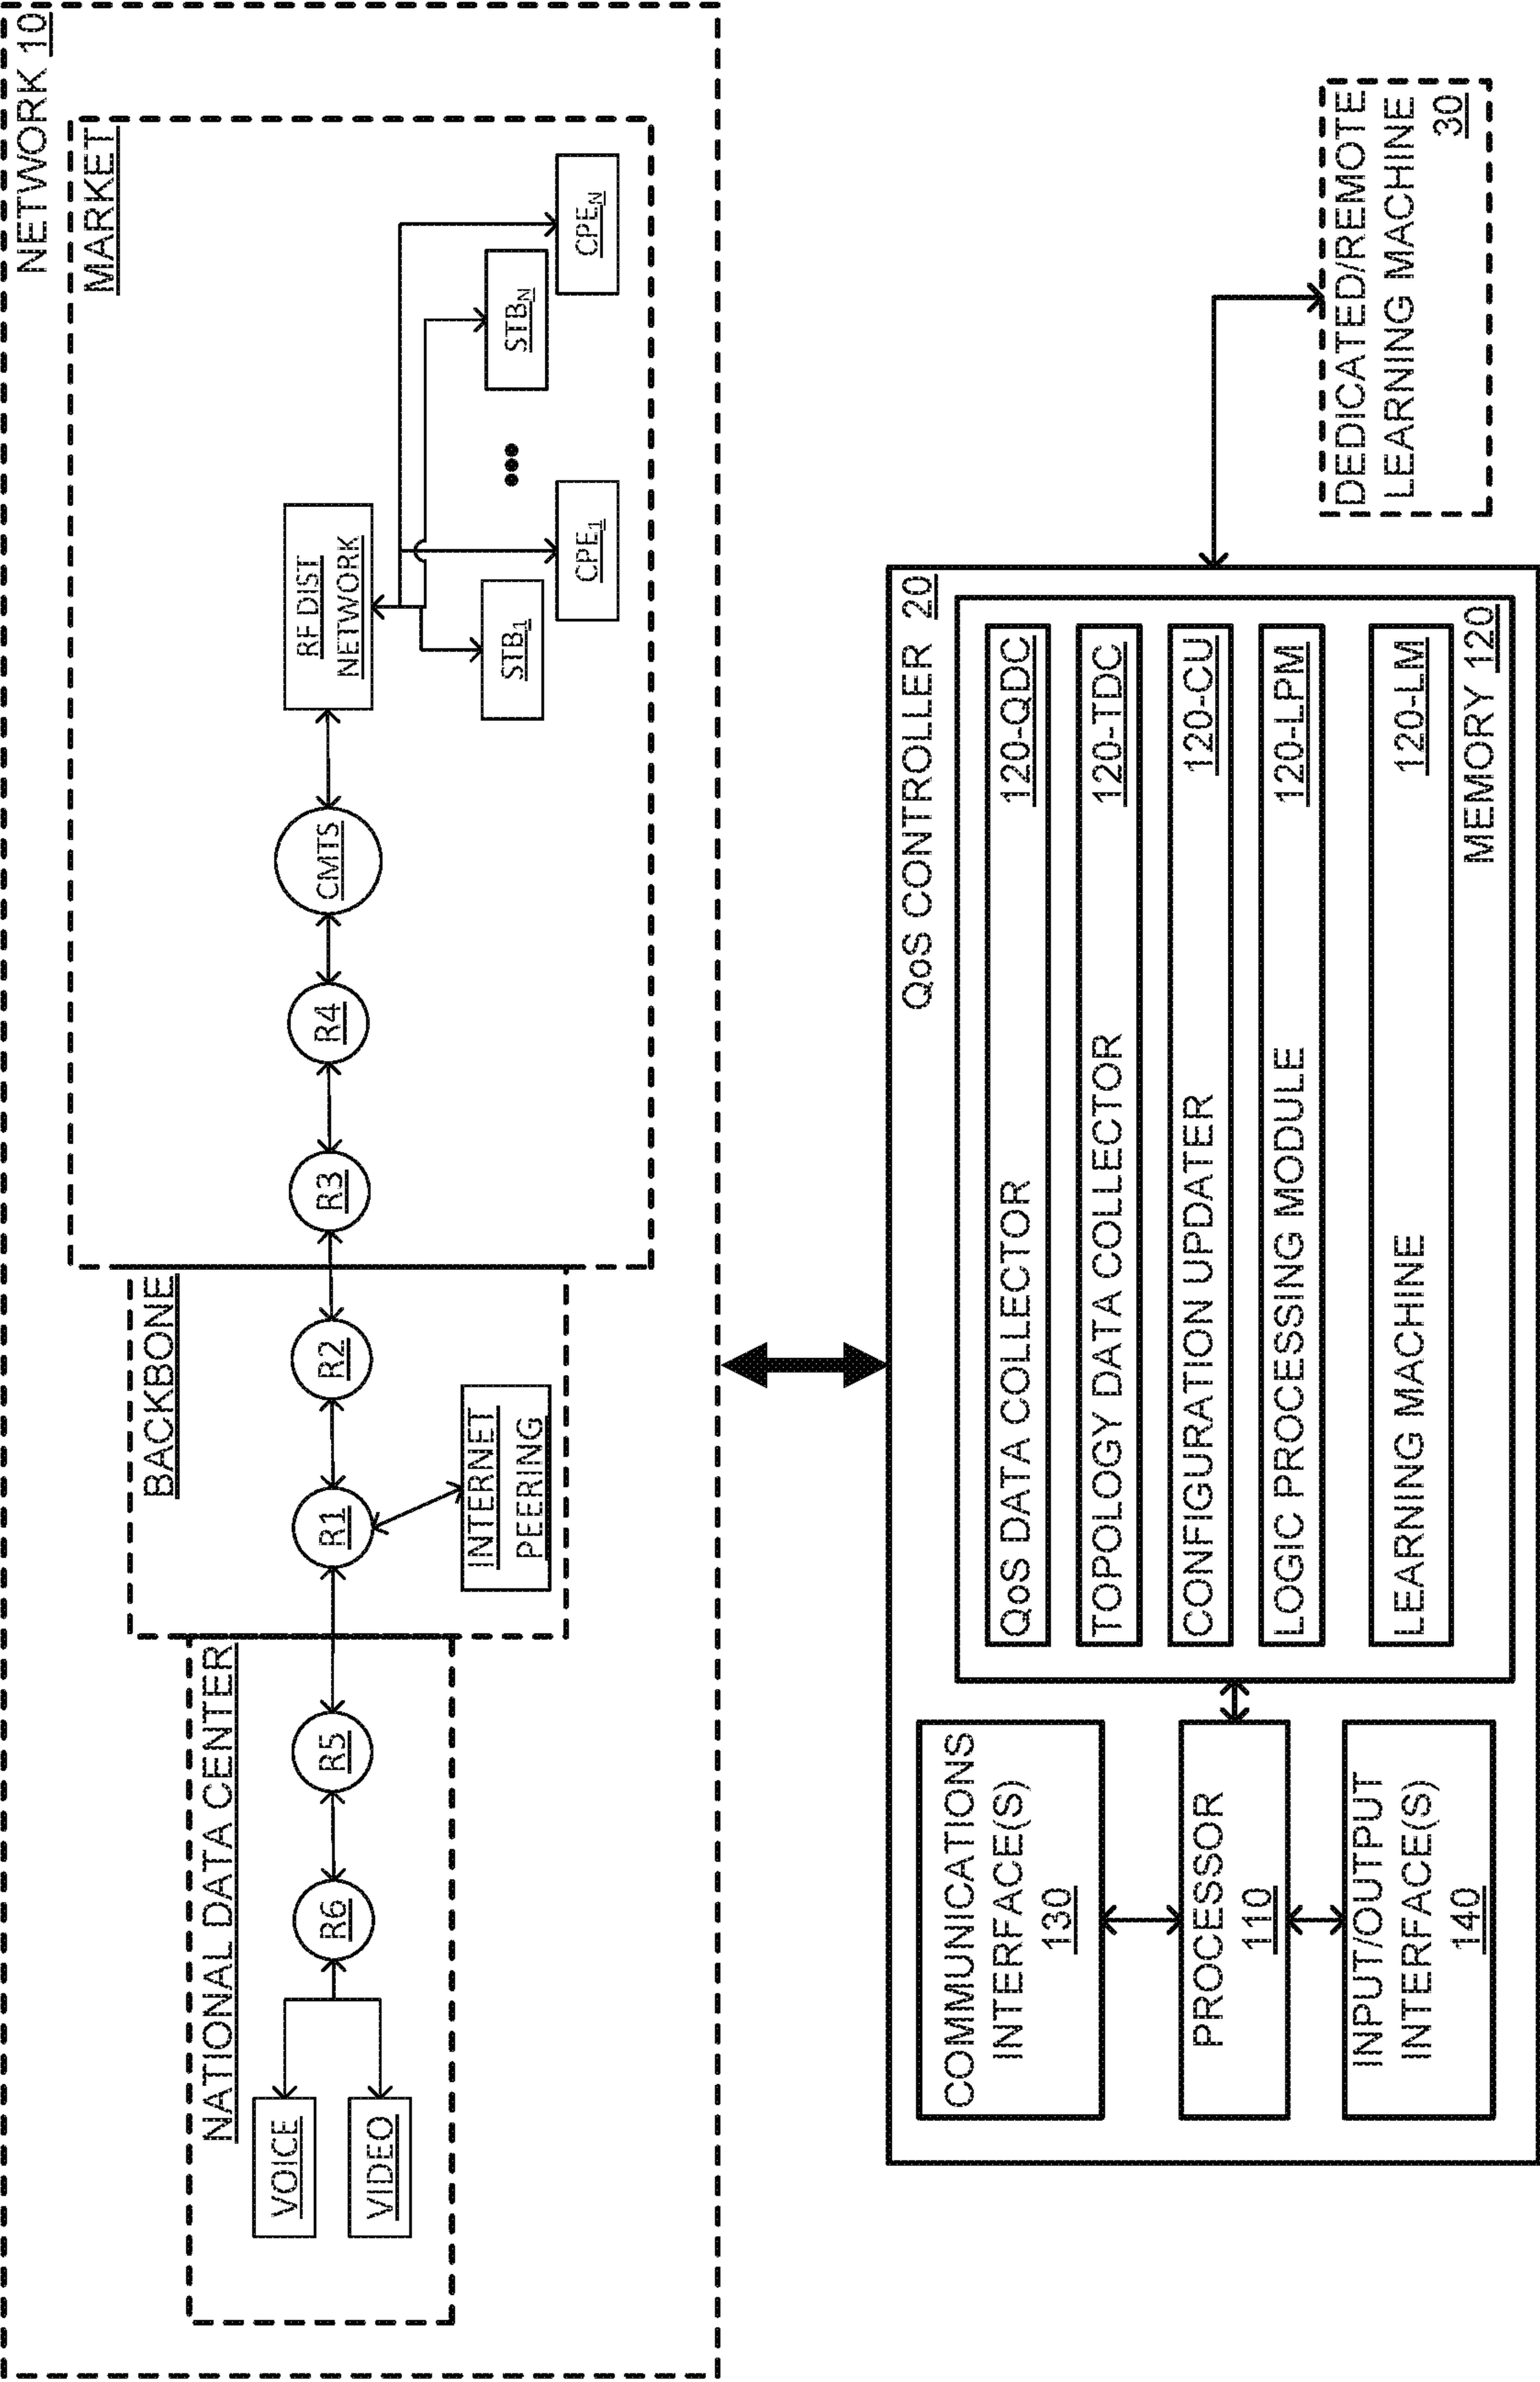 NETWORK 10
NATIONAL DATA CENTER
VOICE
VIDEO
R6
R5
BACKBONE
R1
R2
INTERNET
PEERING
MARKET
R3
R4
CMTS
RF DIST
NETWORK
STB1
CPE1
•••
STBN
CPEN
QoS CONTROLLER 20
COMMUNICATIONS
INTERFACE(S)
130
PROCESSOR
110
INPUT/OUTPUT
INTERFACE(S)
140
QoS DATA COLLECTOR 120-QDC
TOPOLOGY DATA COLLECTOR 120-TDC
CONFIGURATION UPDATER 120-CU
LOGIC PROCESSING MODULE 120-LPM
LEARNING MACHINE 120-LM
MEMORY 120
DEDICATED/REMOTE
LEARNING MACHINE
30